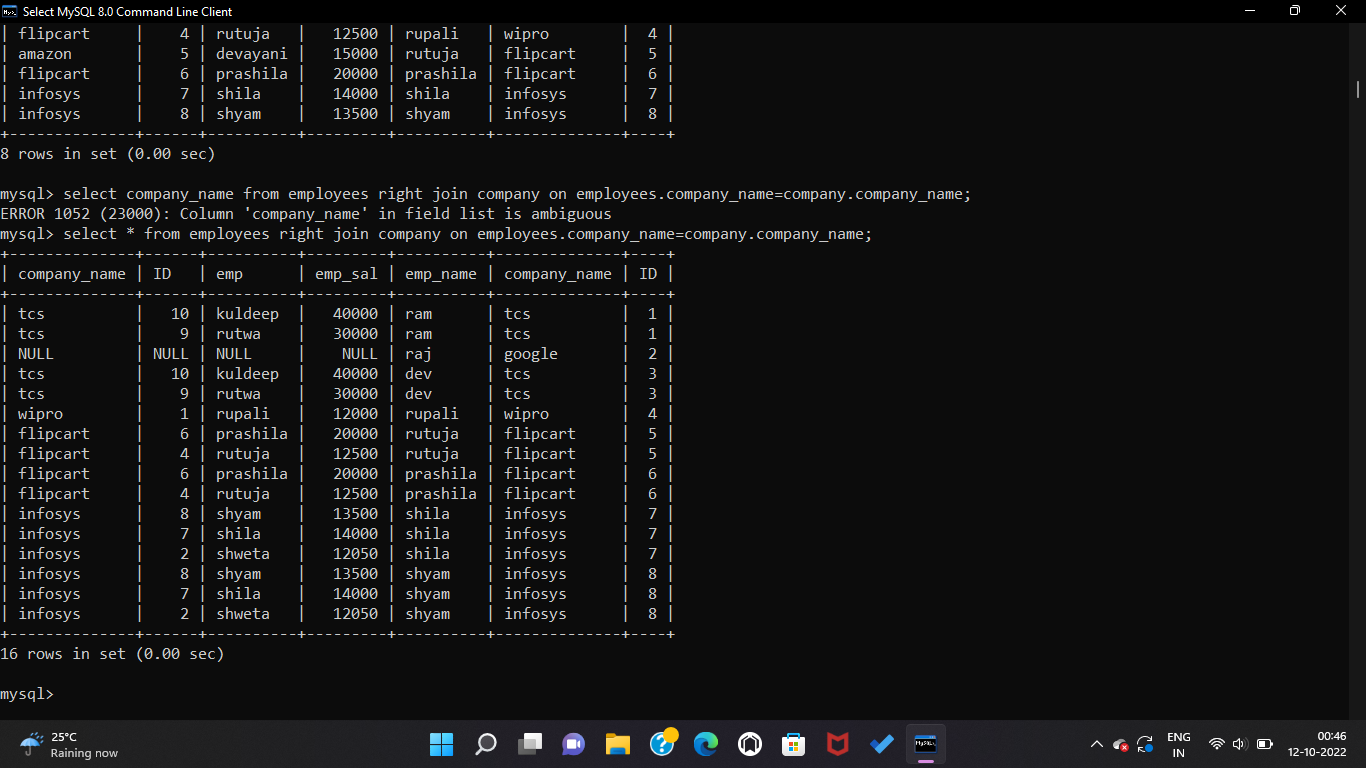 Select MySQL 8.0 Command Line Client
| flipcart     |    4 | rutuja   |   12500 | rupali   | wipro        |  4 |
| amazon       |    5 | devayani |   15000 | rutuja   | flipcart     |  5 |
| flipcart     |    6 | prashila |   20000 | prashila | flipcart     |  6 |
| infosys      |    7 | shila    |   14000 | shila    | infosys      |  7 |
| infosys      |    8 | shyam    |   13500 | shyam    | infosys      |  8 |
+--------------+------+----------+---------+----------+--------------+----+
8 rows in set (0.00 sec)
mysql> select company_name from employees right join company on employees.company_name=company.company_name;
ERROR 1052 (23000): Column 'company_name' in field list is ambiguous
mysql> select * from employees right join company on employees.company_name=company.company_name;
+--------------+------+----------+---------+----------+--------------+----+
| company_name | ID   | emp      | emp_sal | emp_name | company_name | ID |
+--------------+------+----------+---------+----------+--------------+----+
| tcs          |   10 | kuldeep  |   40000 | ram      | tcs          |  1 |
| tcs          |    9 | rutwa    |   30000 | ram      | tcs          |  1 |
| NULL         | NULL | NULL     |    NULL | raj      | google       |  2 |
| tcs          |   10 | kuldeep  |   40000 | dev      | tcs          |  3 |
| tcs          |    9 | rutwa    |   30000 | dev      | tcs          |  3 |
| wipro        |    1 | rupali   |   12000 | rupali   | wipro        |  4 |
| flipcart     |    6 | prashila |   20000 | rutuja   | flipcart     |  5 |
| flipcart     |    4 | rutuja   |   12500 | rutuja   | flipcart     |  5 |
| flipcart     |    6 | prashila |   20000 | prashila | flipcart     |  6 |
| flipcart     |    4 | rutuja   |   12500 | prashila | flipcart     |  6 |
| infosys      |    8 | shyam    |   13500 | shila    | infosys      |  7 |
| infosys      |    7 | shila    |   14000 | shila    | infosys      |  7 |
| infosys      |    2 | shweta   |   12050 | shila    | infosys      |  7 |
| infosys      |    8 | shyam    |   13500 | shyam    | infosys      |  8 |
| infosys      |    7 | shila    |   14000 | shyam    | infosys      |  8 |
| infosys      |    2 | shweta   |   12050 | shyam    | infosys      |  8 |
+--------------+------+----------+---------+----------+--------------+----+
16 rows in set (0.00 sec)
mysql>
25°C
Raining now
ENG
IN
00:46
12-10-2022